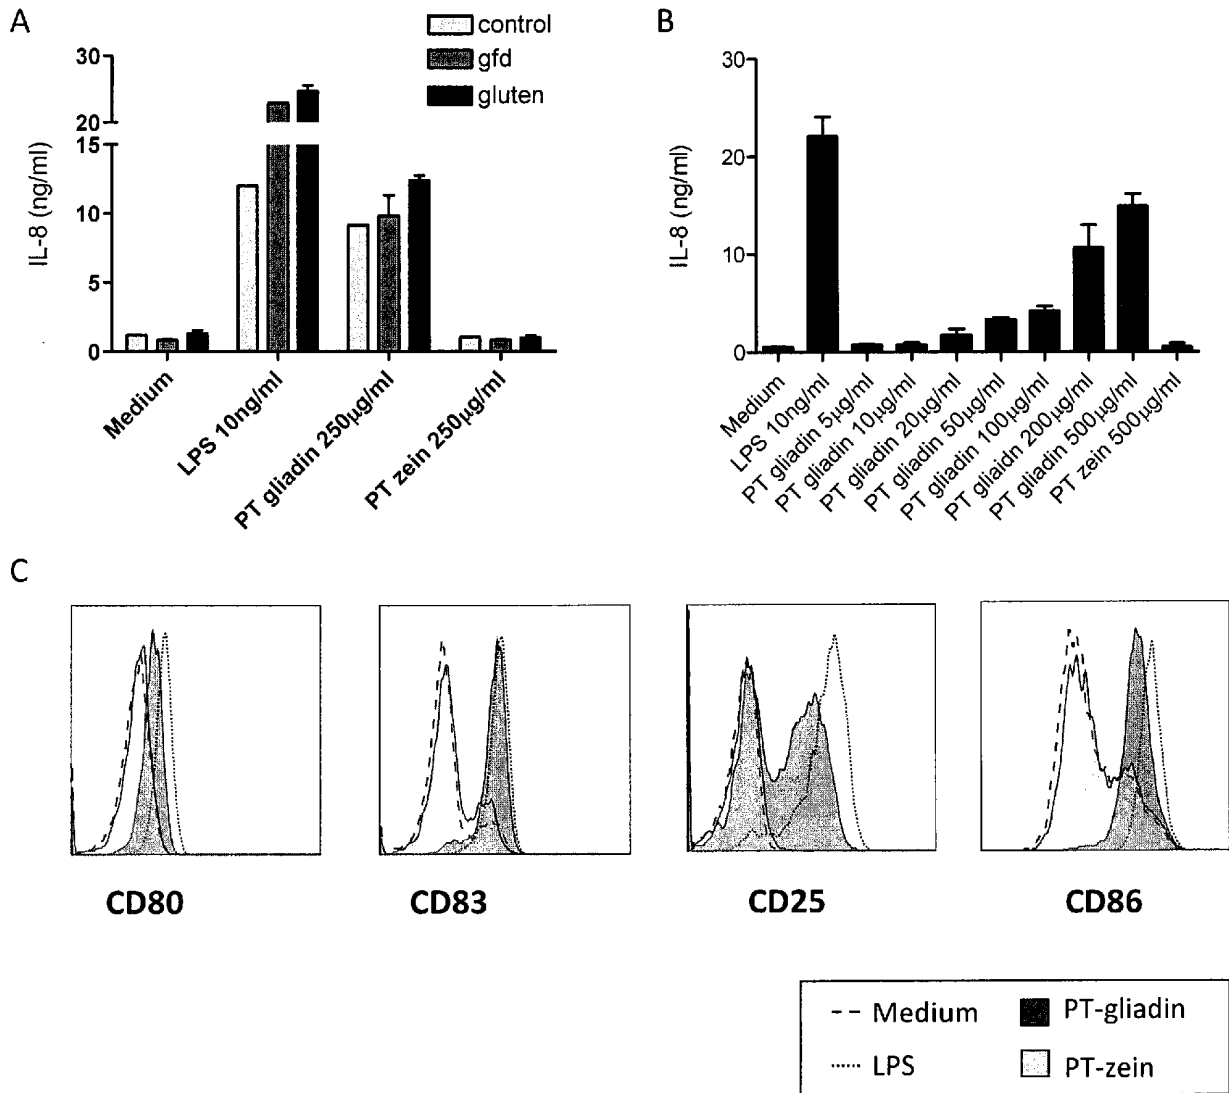 A
control
gfd
gluten
30
25
20
15
10
5
0
IL-8 (ng/ml)
Medium
LPS 10ng/ml
PT gliadin 250µg/ml
PT zein 250µg/ml
B
30
20
10
0
IL-8 (ng/ml)
Medium
LPS 10ng/ml
PT gliadin 5µg/ml
PT gliadin 10µg/ml
PT gliadin 20µg/ml
PT gliadin 50µg/ml
PT gliadin 100µg/ml
PT gliaidn 200µg/ml
PT gliadin 500µg/ml
PT zein 500µg/ml
C
CD80
CD83
CD25
CD86
Medium
PT-gliadin
LPS
PT-zein